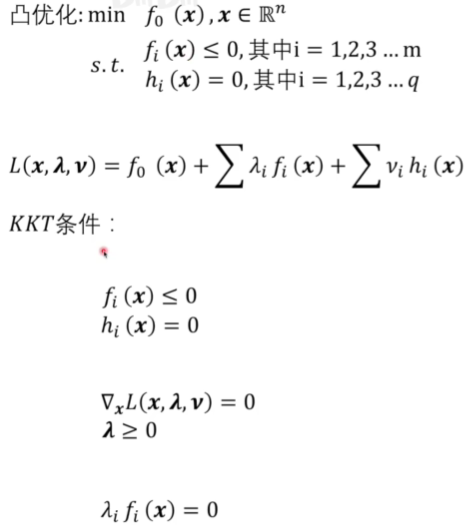 凸优化: min f₀ (x), x ∈ ℝⁿ
s.t. fᵢ (x) ≤ 0, 其中i = 1,2,3 ... m
hᵢ (x) = 0, 其中i = 1,2,3 ... q
L(x, λ, ν) = f₀ (x) + ∑ λᵢ fᵢ (x) + ∑ νᵢ hᵢ (x)
KKT条件：
fᵢ (x) ≤ 0
hᵢ (x) = 0
∇ₓL(x, λ, ν) = 0
λ ≥ 0
λᵢ fᵢ (x) = 0